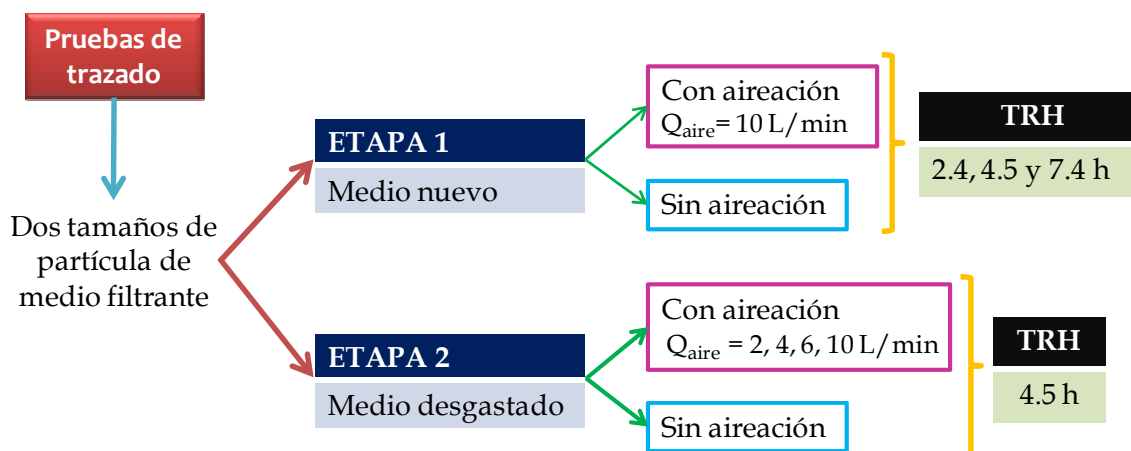 Pruebas de
trazado
Dos tamaños de
partícula de
medio filtrante
ETAPA 1
Medio nuevo
Con aireación
Qaire= 10 L/min
Sin aireación
TRH
2.4, 4.5 y 7.4 h
ETAPA 2
Medio desgastado
Con aireación
Qaire = 2, 4, 6, 10 L/min
Sin aireación
TRH
4.5 h